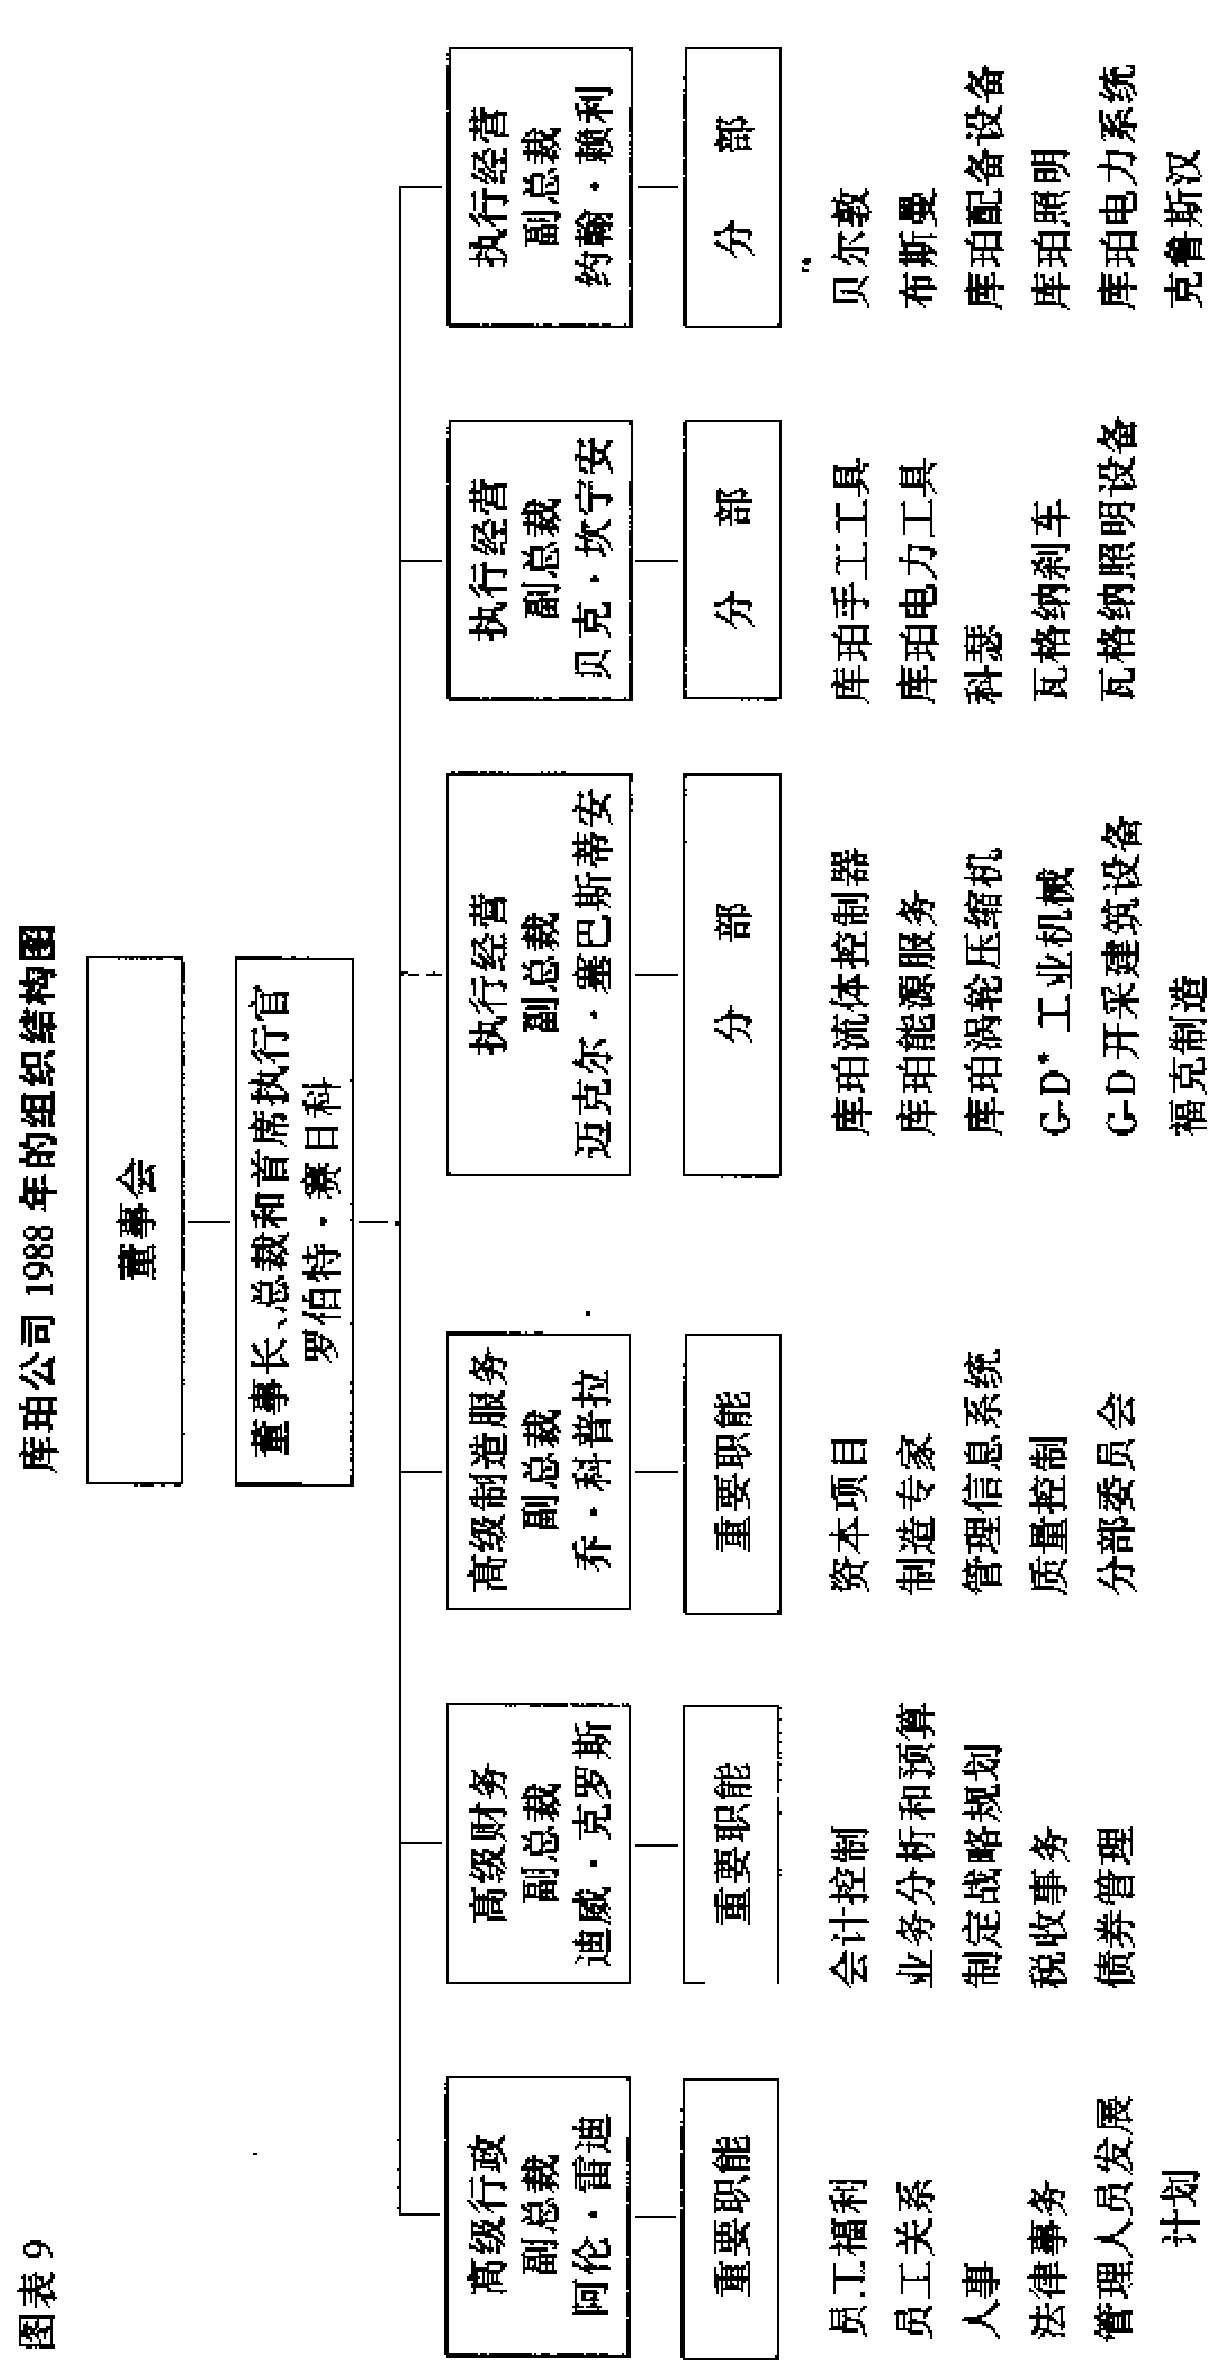 图表 9
库珀公司 1988 年的组织结构图
董事会
董事长、总裁和首席执行官
罗伯特·赛日科
高级行政
副总裁
阿伦·雷迪
重要职能
员工福利
员工关系
人事
法律事务
管理人员发展
计划
高级财务
副总裁
迪威·克罗斯
重要职能
会计控制
业务分析和预算
制定战略规划
税收事务
债券管理
高级制造服务
副总裁
乔·科普拉
重要职能
资本项目
制造专家
管理信息系统
质量控制
分部委员会
执行经营
副总裁
迈克尔·塞巴斯蒂安
分 部
库珀流体控制器
库珀能源服务
库珀涡轮压缩机
G-D* 工业机械
G-D 开采建筑设备
福克制造
执行经营
副总裁
贝克·坎宁安
分 部
库珀手工工具
库珀电力工具
科瑟
瓦格纳刹车
瓦格纳照明设备
执行经营
副总裁
约翰·赖利
分 部
贝尔敦
布斯曼
库珀配备设备
库珀照明
库珀电力系统
克鲁斯汉